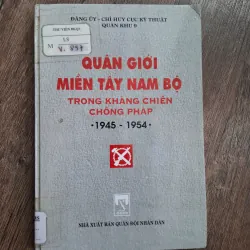 ĐẢNG ỦY - CHỈ HUY CỤC KỸ THUẬT
QUÂN KHU 9
QUÂN GIỚI
MIỀN TÂY NAM BỘ
TRONG KHÁNG CHIẾN
CHỐNG PHÁP
• 1945 - 1954 •
NHÀ XUẤT BẢN QUÂN ĐỘI NHÂN DÂN